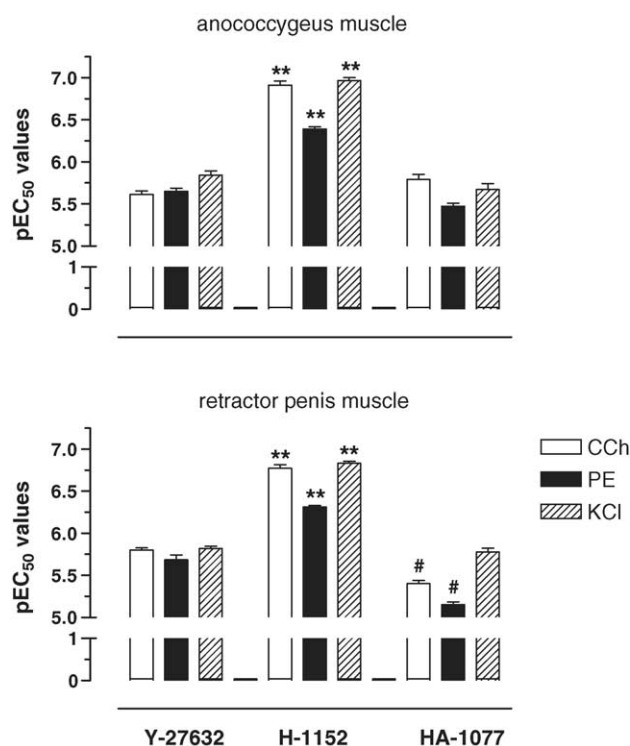 anococcygeus muscle
** ** **
7.0
6.5
6.0
5.5
5.0
1
0
pEC50 values
retractor penis muscle
** ** **
7.0
6.5
6.0
5.5
5.0
1
0
pEC50 values
# #
CCh
PE
KCl
Y-27632 H-1152 HA-1077